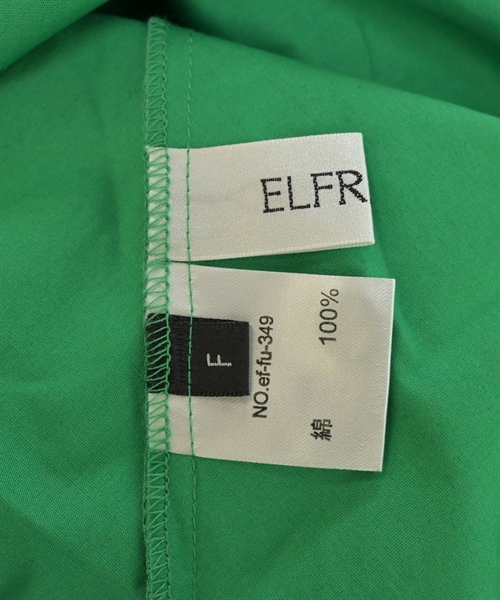 ELFR
F
NO.ef-fu-349
綿 100%